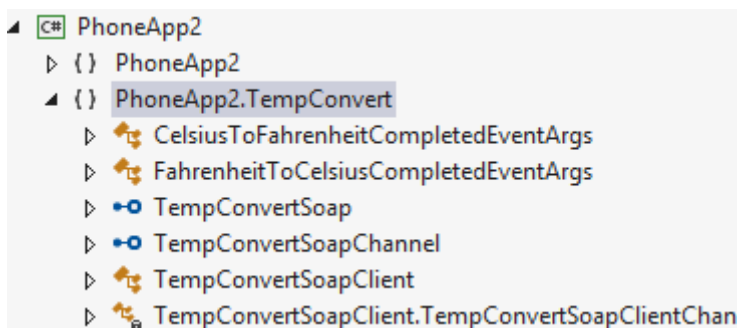 C# PhoneApp2
{ } PhoneApp2
{ } PhoneApp2.TempConvert
CelsiusToFahrenheitCompletedEventArgs
FahrenheitToCelsiusCompletedEventArgs
TempConvertSoap
TempConvertSoapChannel
TempConvertSoapClient
TempConvertSoapClient.TempConvertSoapClientChan